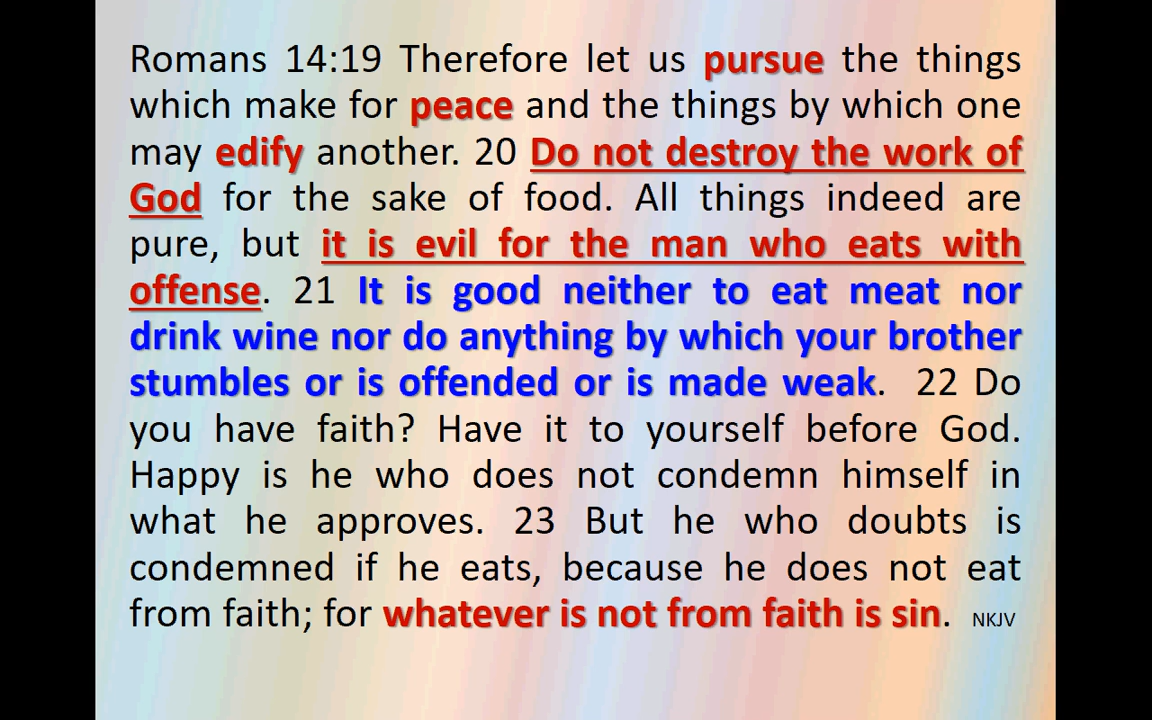 Romans 14:19 Therefore let us pursue the things
which make for peace and the things by which one
may edify another. 20 Do not destroy the work of
God for the sake of food. All things indeed are
pure, but it is evil for the man who eats with
offense. 21 It is good neither to eat meat nor
drink wine nor do anything by which your brother
stumbles or is offended or is made weak. 22 Do
you have faith? Have it to yourself before God.
Happy is he who does not condemn himself in
what he approves. 23 But he who doubts is
condemned if he eats, because he does not eat
from faith; for whatever is not from faith is sin. NKJV